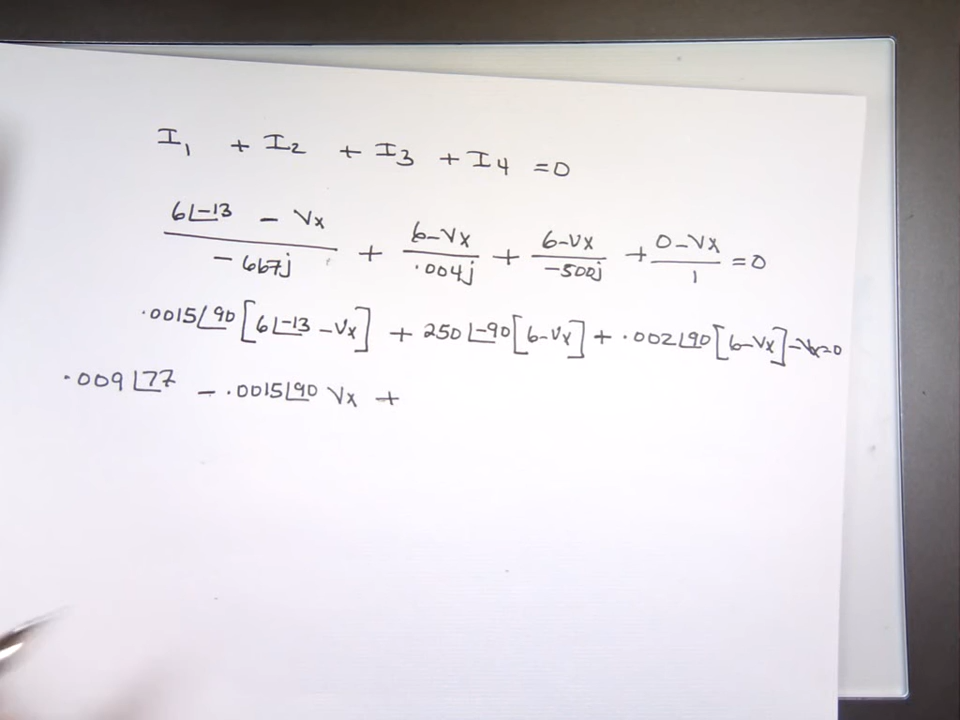 I₁ + I₂ + I₃ + I₄ = 0
(6∠-13 - Vx)/(-667j) + (6-Vx)/(.004j) + (6-Vx)/(-500j) + (0-Vx)/1 = 0
.0015∠90 [6∠-13 - Vx] + 250∠-90 [6-Vx] + .002∠90 [6-Vx] - Vx = 0
.009∠77 - .0015∠90 Vx +